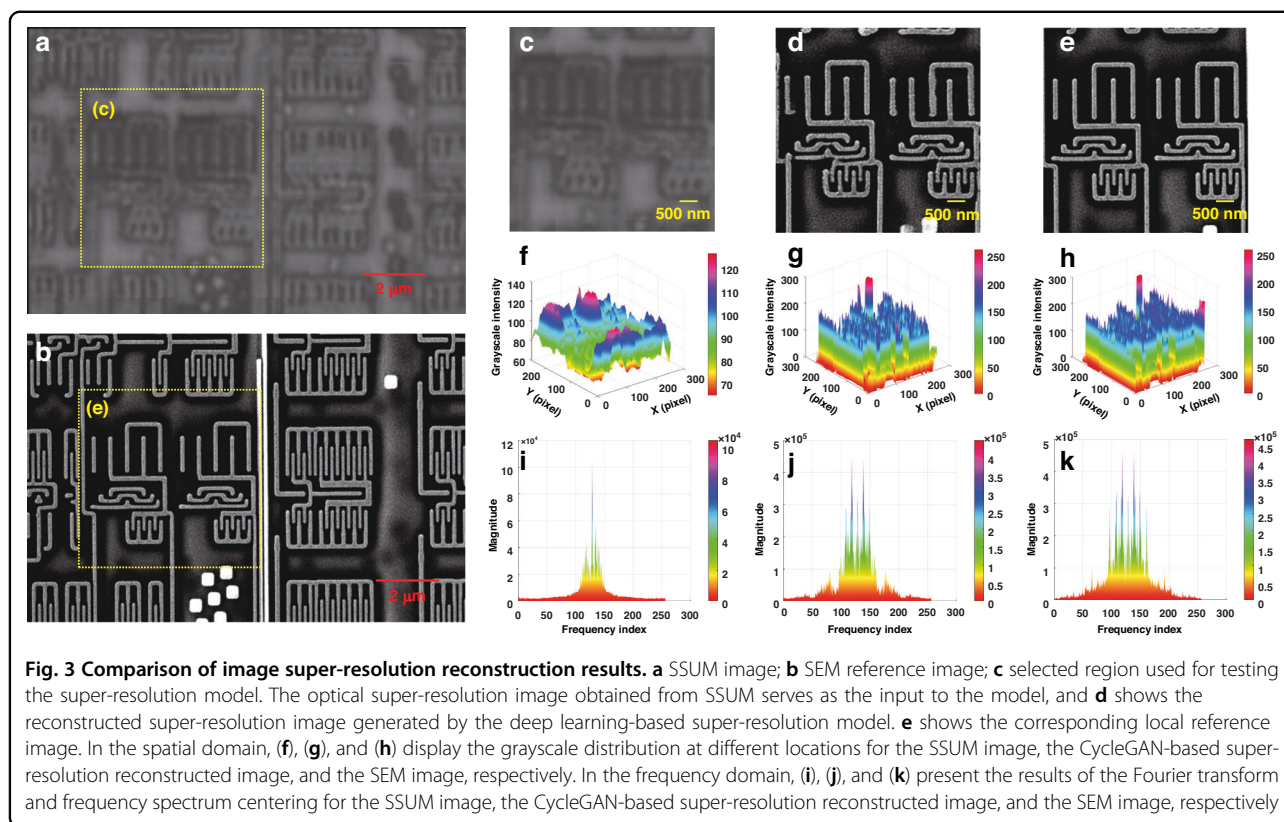 a
(c)
2 μm
b
(e)
2 μm
c
500 nm
d
500 nm
e
500 nm
f
Grayscale intensity
140
120
100
80
60
200
100
0
Y (pixel)
0
100
200
300
X (pixel)
120
110
100
90
80
70
g
Grayscale intensity
300
200
100
0
300
200
100
0
Y (pixel)
0
100
200
300
X (pixel)
250
200
150
100
50
0
h
Grayscale intensity
300
200
100
0
300
200
100
0
Y (pixel)
0
100
200
300
X (pixel)
250
200
150
100
50
0
i
×10⁴
Magnitude
12
10
8
6
4
2
0
0 50 100 150 200 250 300
Frequency index
×10⁴
10
8
6
4
2
0
j
×10⁵
Magnitude
5
4
3
2
1
0
0 50 100 150 200 250 300
Frequency index
×10⁵
4.5
4
3.5
3
2.5
2
1.5
1
0.5
0
k
×10⁵
Magnitude
5
4
3
2
1
0
0 50 100 150 200 250 300
Frequency index
×10⁵
4.5
4
3.5
3
2.5
2
1.5
1
0.5
0
Fig. 3 Comparison of image super-resolution reconstruction results. a SSUM image; b SEM reference image; c selected region used for testing
the super-resolution model. The optical super-resolution image obtained from SSUM serves as the input to the model, and d shows the
reconstructed super-resolution image generated by the deep learning-based super-resolution model. e shows the corresponding local reference
image. In the spatial domain, (f), (g), and (h) display the grayscale distribution at different locations for the SSUM image, the CycleGAN-based super-
resolution reconstructed image, and the SEM image, respectively. In the frequency domain, (i), (j), and (k) present the results of the Fourier transform
and frequency spectrum centering for the SSUM image, the CycleGAN-based super-resolution reconstructed image, and the SEM image, respectively